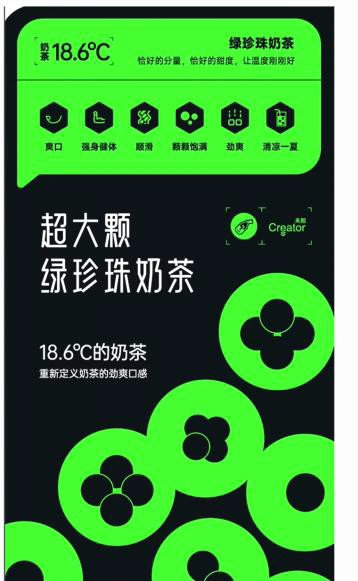 奶茶 18.6℃
绿珍珠奶茶
恰好的分量，恰好的甜度，让温度刚刚好
爽口 强身健体 顺滑 颗颗饱满 劲爽 清凉一夏
超大颗
绿珍珠奶茶
未知
Creator
18.6℃的奶茶
重新定义奶茶的劲爽口感